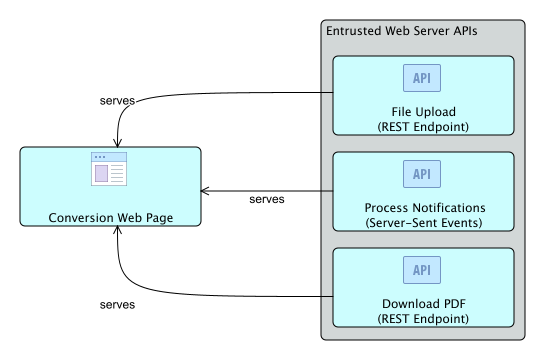 Entrusted Web Server APIs
API
File Upload
(REST Endpoint)
serves
API
Process Notifications
(Server-Sent Events)
serves
Conversion Web Page
API
Download PDF
(REST Endpoint)
serves